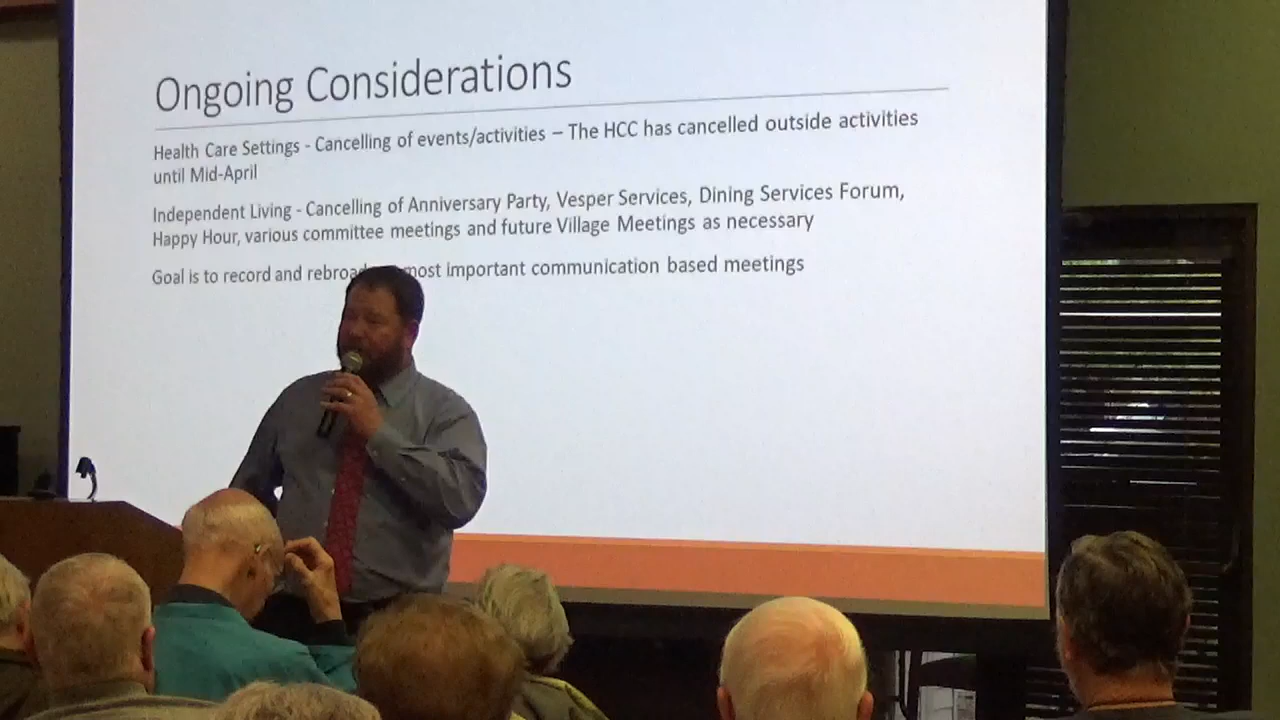 Ongoing Considerations
Health Care Settings - Cancelling of events/activities – The HCC has cancelled outside activities
until Mid-April
Independent Living - Cancelling of Anniversary Party, Vesper Services, Dining Services Forum,
Happy Hour, various committee meetings and future Village Meetings as necessary
Goal is to record and most important communication based meetings